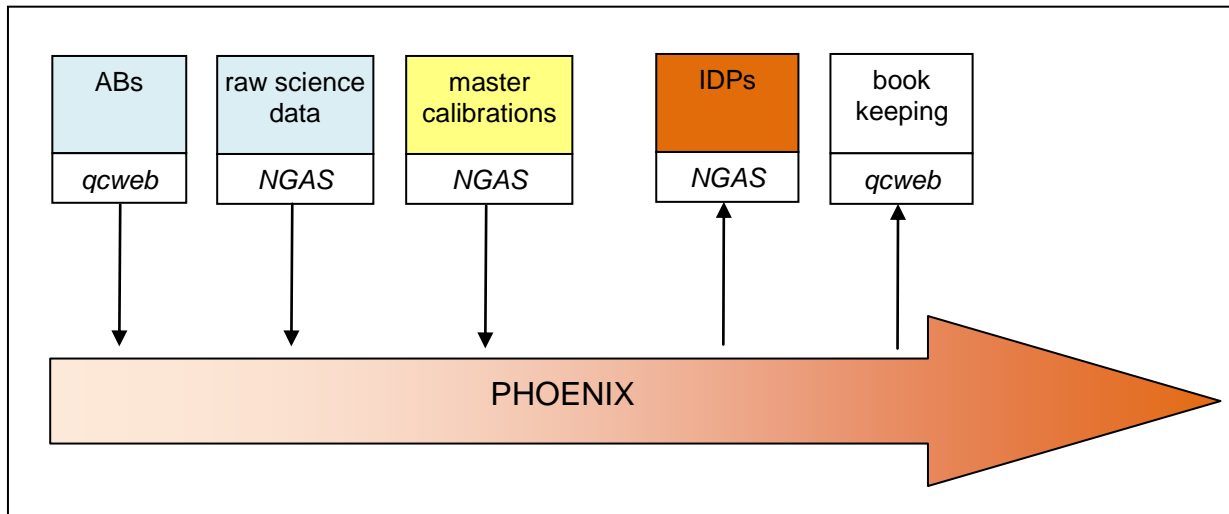 ABs
qcweb
raw science
data
NGAS
master
calibrations
NGAS
IDPs
NGAS
book
keeping
qcweb
PHOENIX